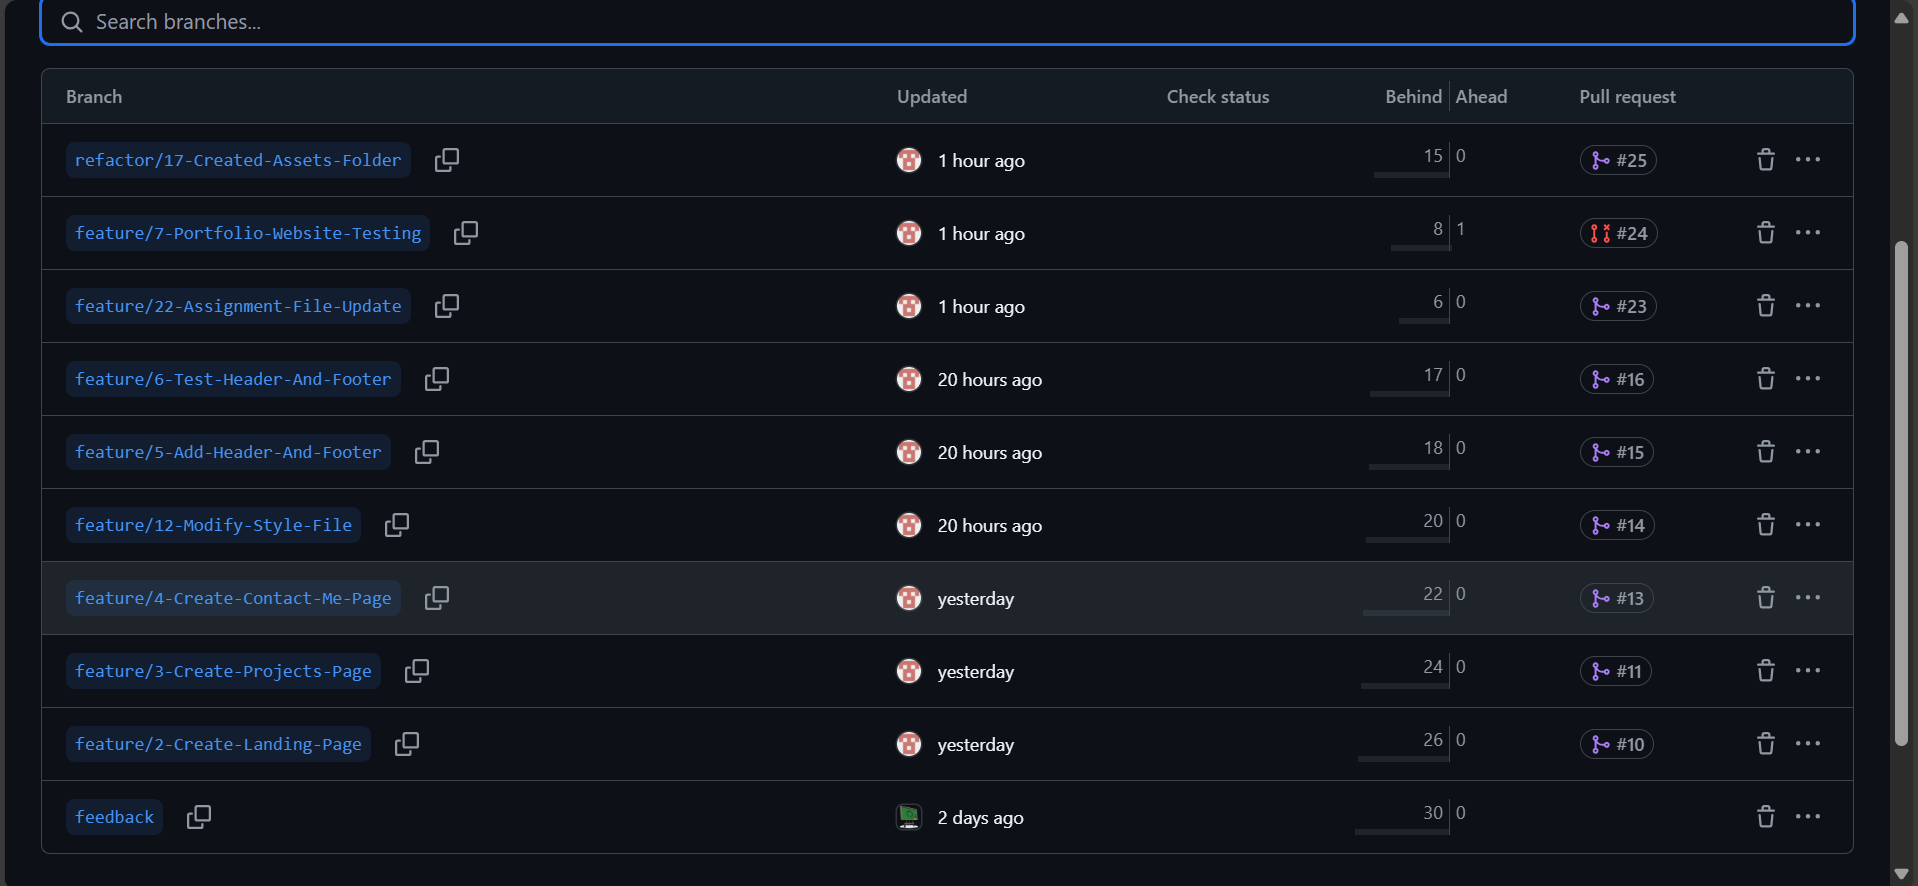 Search branches...
Branch Updated Check status Behind Ahead Pull request
refactor/17-Created-Assets-Folder 1 hour ago 15 0 #25
feature/7-Portfolio-Website-Testing 1 hour ago 8 1 #24
feature/22-Assignment-File-Update 1 hour ago 6 0 #23
feature/6-Test-Header-And-Footer 20 hours ago 17 0 #16
feature/5-Add-Header-And-Footer 20 hours ago 18 0 #15
feature/12-Modify-Style-File 20 hours ago 20 0 #14
feature/4-Create-Contact-Me-Page yesterday 22 0 #13
feature/3-Create-Projects-Page yesterday 24 0 #11
feature/2-Create-Landing-Page yesterday 26 0 #10
feedback 2 days ago 30 0